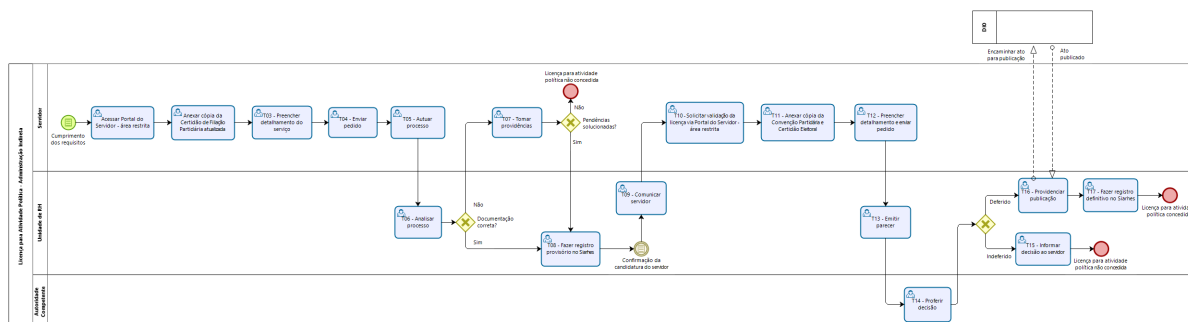 DIO
Encaminhar ato
para publicação
Ato
publicado
Licença para Atividade Política - Administração Indireta
Servidor
Cumprimento
dos requisitos
Acessar Portal do
Servidor - área restrita
Anexar cópia da
Certidão de Filiação
Partidária atualizada
T03 - Preencher
detalhamento do
serviço
T04 - Enviar
pedido
T05 - Autuar
processo
T07 - Tomar
providências
Licença para atividade
política não concedida
Não
Pendências
solucionadas?
Sim
T10 - Solicitar validação da
licença via Portal do Servidor -
área restrita
T11 - Anexar cópia da
Convenção Partidária e
Certidão Eleitoral
T12 - Preencher
detalhamento e enviar
pedido
Unidade de RH
T06 - Analisar
processo
Não
Documentação
correta?
Sim
T08 - Fazer registro
provisório no Siarhes
T09 - Comunicar
servidor
Confirmação da
candidatura do servidor
T13 - Emitir
parecer
Deferido
Indeferido
T16 - Providenciar
publicação
T17 - Fazer registro
definitivo no Siarhes
Licença para ativida
política concedida
T15 - Informar
decisão ao servidor
Licença para atividade
política não concedida
Autoridade
Competente
T14 - Proferir
decisão